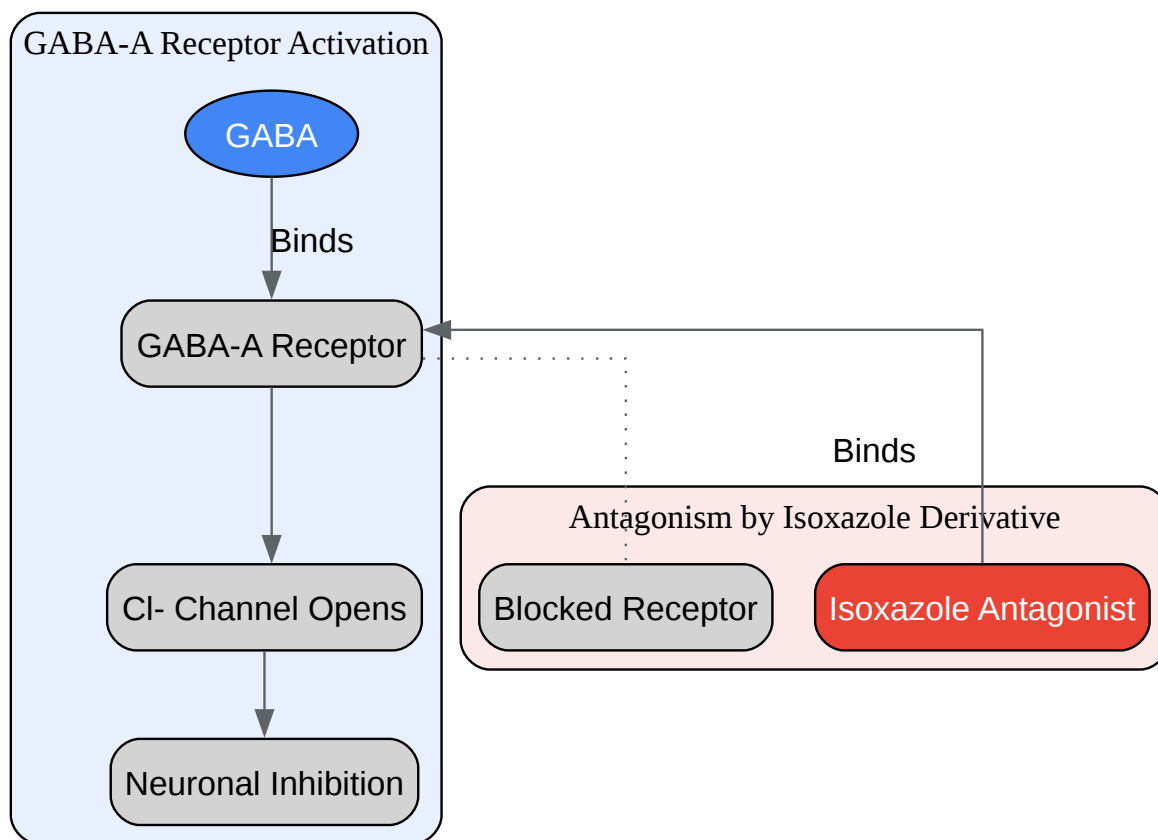 GABA-A Receptor Activation
GABA
Binds
GABA-A Receptor
Binds
Antagonism by Isoxazole Derivative
Cl- Channel Opens
Blocked Receptor
Isoxazole Antagonist
Neuronal Inhibition